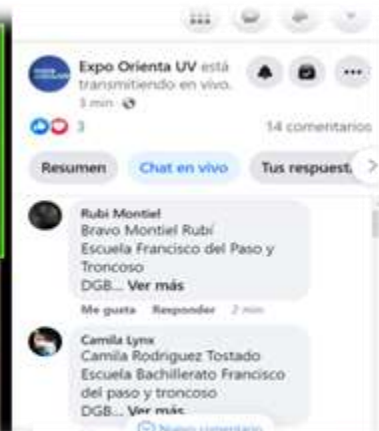 Expo Orienta UV está
transmitiendo en vivo.
3 min
3
14 comentarios
Resumen
Chat en vivo
Tus respuest.
Rubi Montiel
Bravo Montiel Rubí
Escuela Francisco del Paso y
Troncoso
DGB... Ver más
Me gusta Responder 2 min
Camila Lynx
Camila Rodriguez Tostado
Escuela Bachillerato Francisco
del paso y troncoso
DGB... Ver más
Nuevo comentario